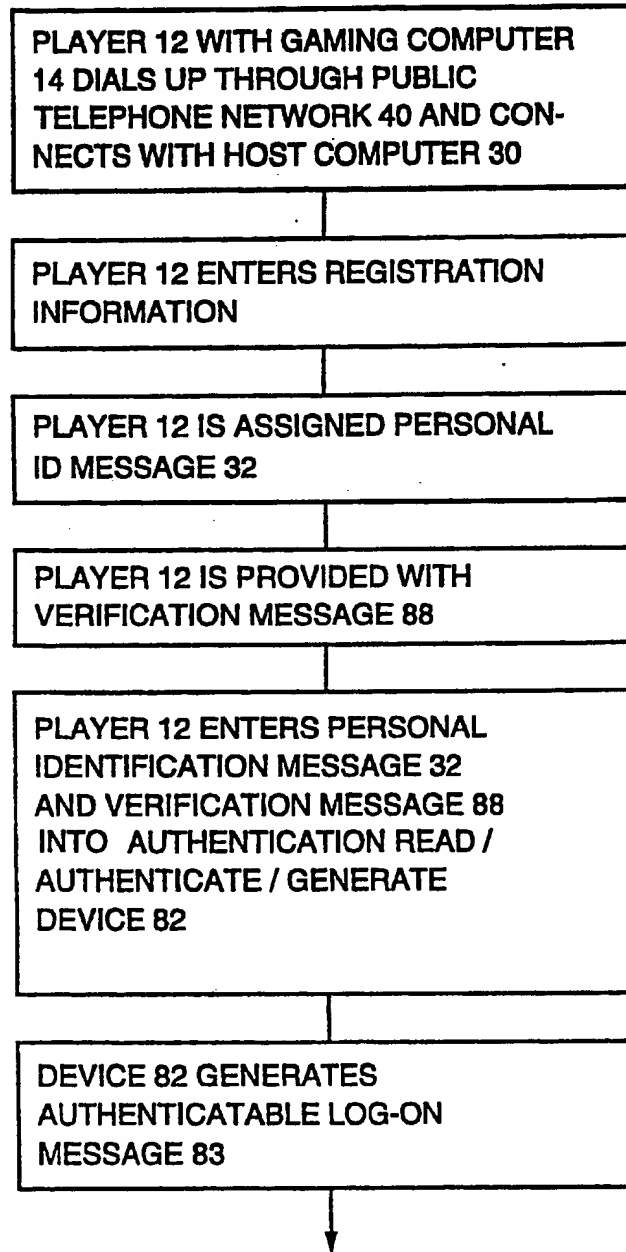 PLAYER 12 WITH GAMING COMPUTER
14 DIALS UP THROUGH PUBLIC
TELEPHONE NETWORK 40 AND CON-
NECTS WITH HOST COMPUTER 30
PLAYER 12 ENTERS REGISTRATION
INFORMATION
PLAYER 12 IS ASSIGNED PERSONAL
ID MESSAGE 32
PLAYER 12 IS PROVIDED WITH
VERIFICATION MESSAGE 88
PLAYER 12 ENTERS PERSONAL
IDENTIFICATION MESSAGE 32
AND VERIFICATION MESSAGE 88
INTO AUTHENTICATION READ /
AUTHENTICATE / GENERATE
DEVICE 82
DEVICE 82 GENERATES
AUTHENTICATABLE LOG-ON
MESSAGE 83